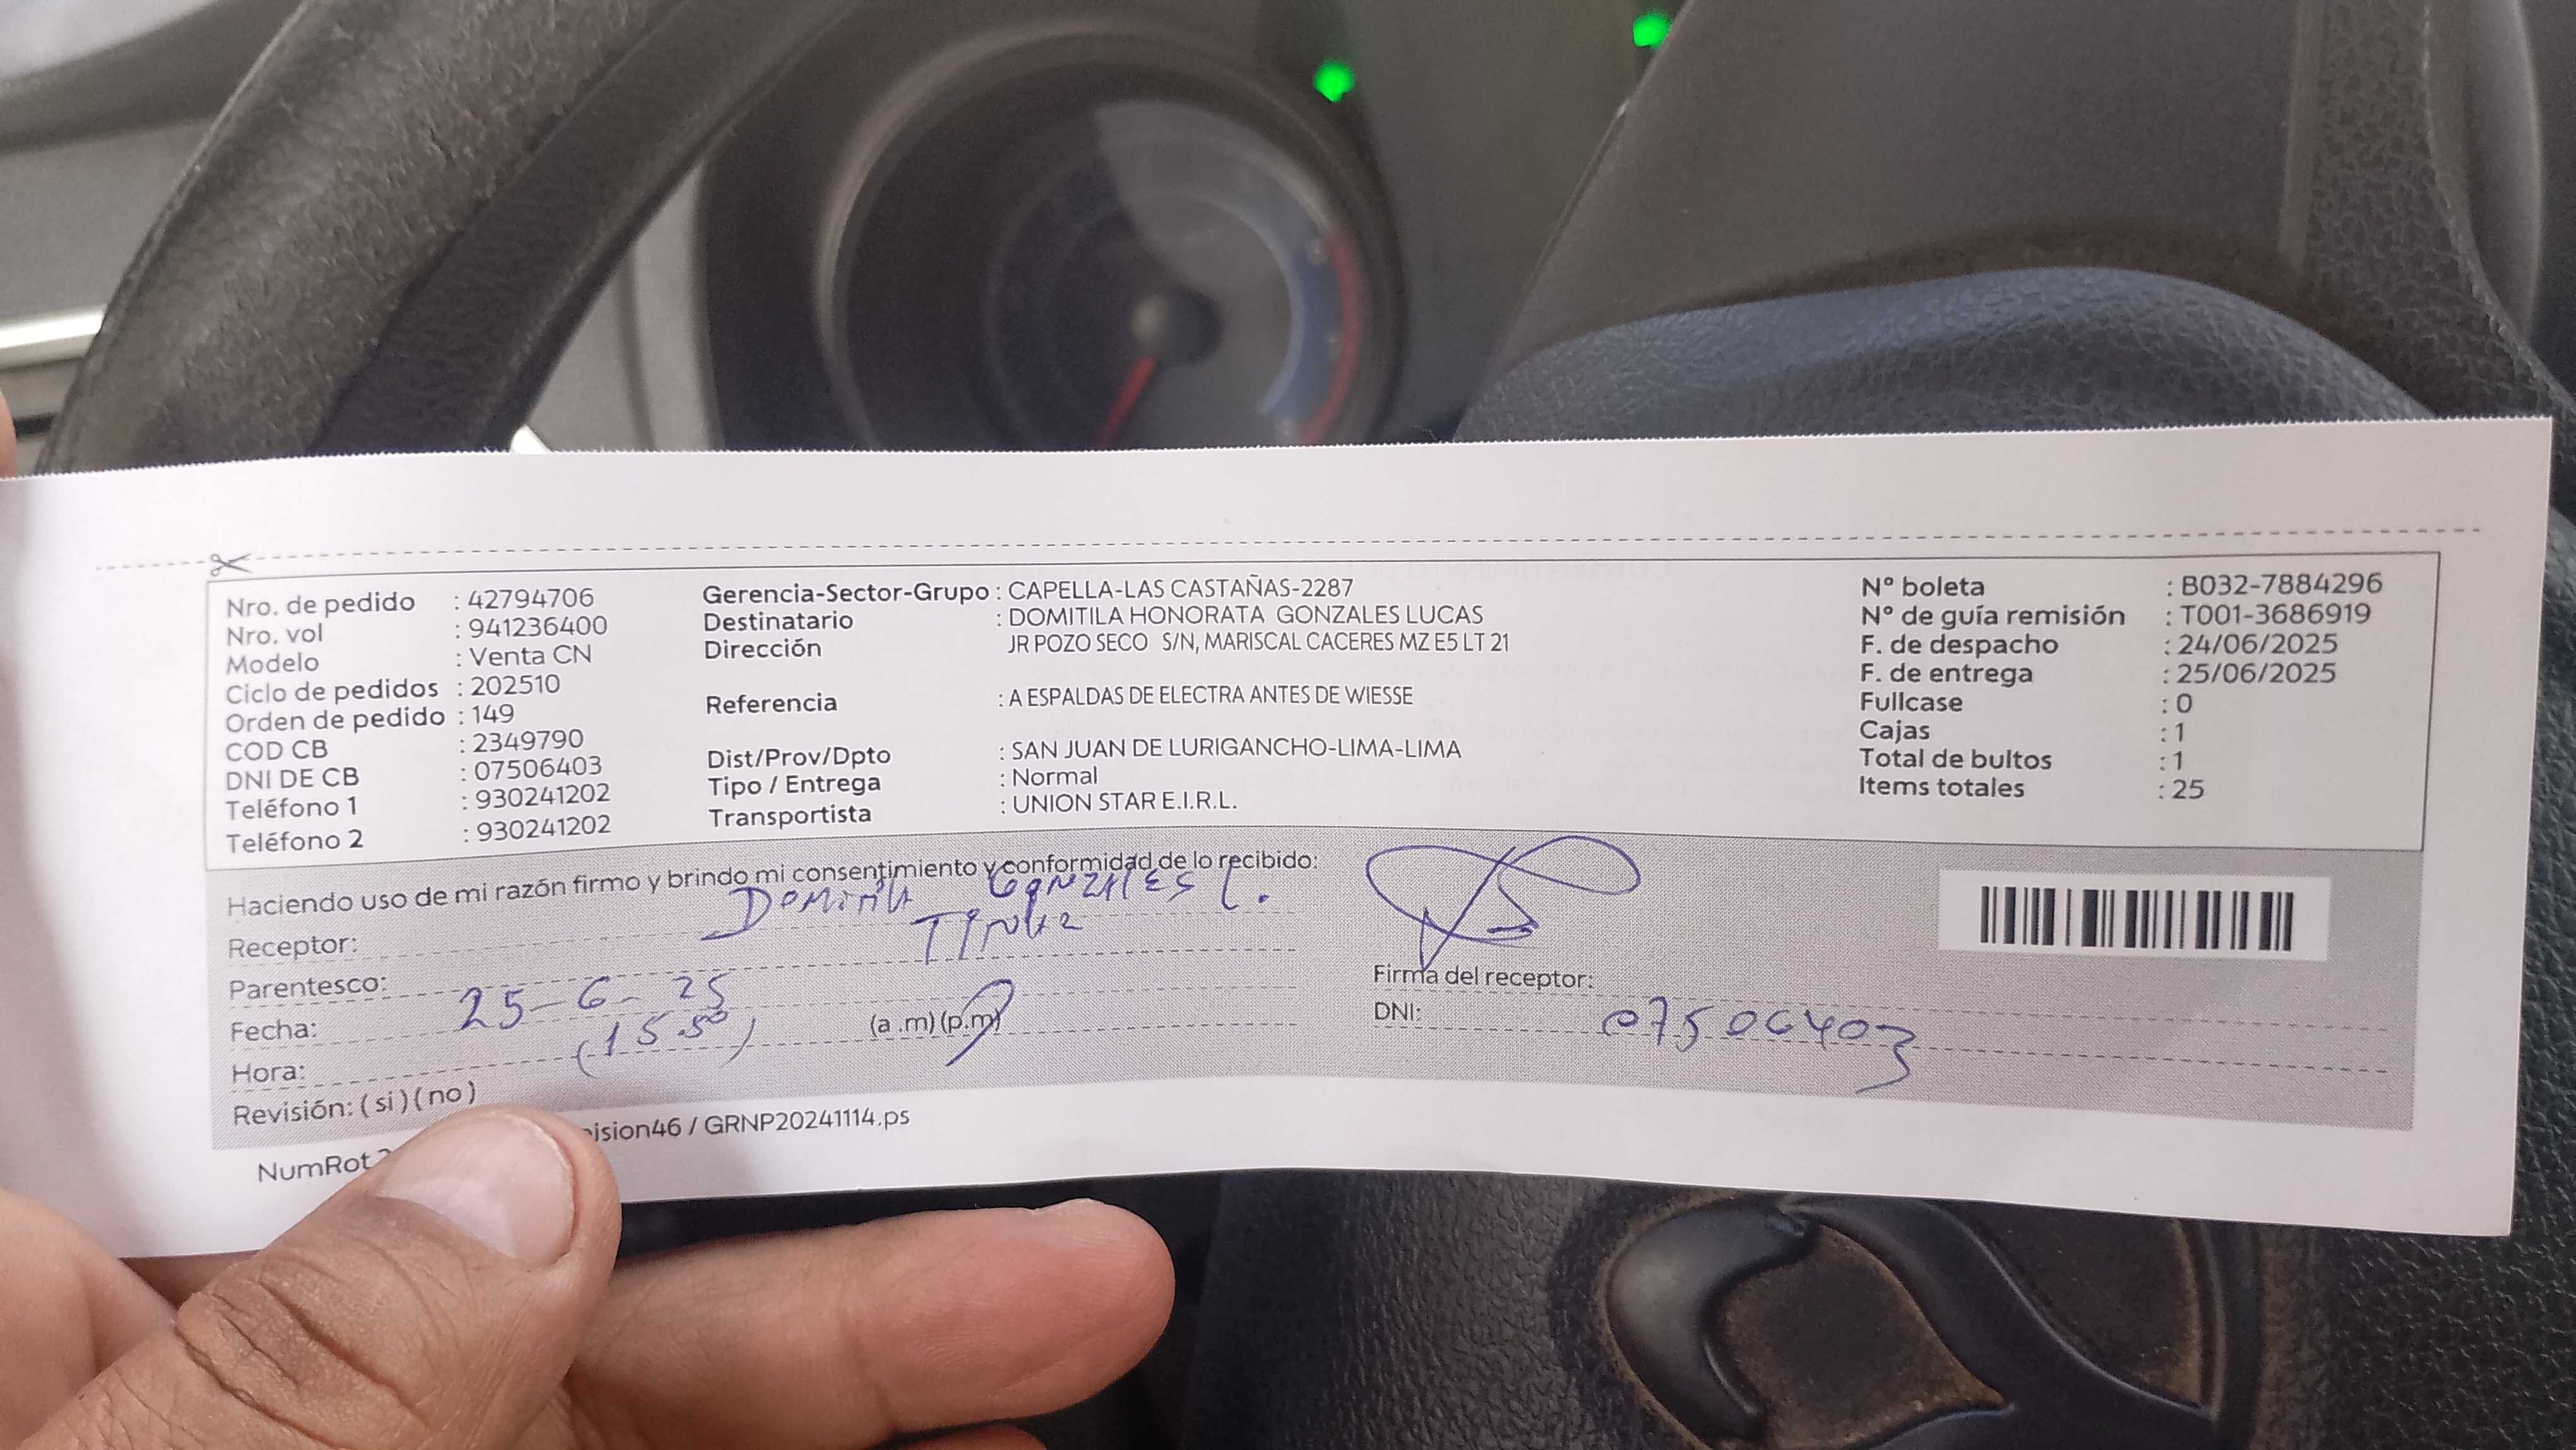 Nro. de pedido : 42794706
Nro. vol : 941236400
Modelo : Venta CN
Ciclo de pedidos : 202510
Orden de pedido : 149
COD CB : 2349790
DNI DE CB : 07506403
Teléfono 1 : 930241202
Teléfono 2 : 930241202
Gerencia-Sector-Grupo : CAPELLA-LAS CASTAÑAS-2287
Destinatario : DOMITILA HONORATA GONZALES LUCAS
Dirección JR POZO SECO S/N, MARISCAL CACERES MZ E5 LT 21
Referencia : A ESPALDAS DE ELECTRA ANTES DE WIESSE
Dist/Prov/Dpto : SAN JUAN DE LURIGANCHO-LIMA-LIMA
Tipo / Entrega : Normal
Transportista : UNION STAR E.I.R.L.
N° boleta : B032-7884296
N° de guía remisión : T001-3686919
F. de despacho : 24/06/2025
F. de entrega : 25/06/2025
Fullcase : 0
Cajas : 1
Total de bultos : 1
Items totales : 25
Haciendo uso de mi razón firmo y brindo mi consentimiento y conformidad de lo recibido:
Receptor: DOMITILA GONZALES L.
Parentesco:
Fecha: 25-6-25
Hora: (15.50) (a .m) (p.m)
Revisión: ( si ) ( no )
Firma del receptor:
DNI: 07506403
NumRot ision46 / GRNP20241114.ps